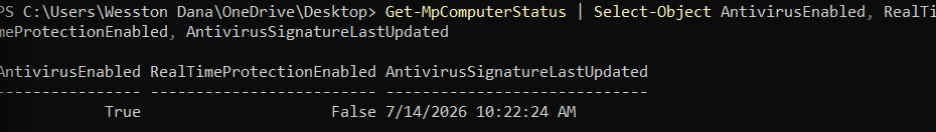 PS C:\Users\Wesston Dana\OneDrive\Desktop> Get-MpComputerStatus | Select-Object AntivirusEnabled, RealTi
meProtectionEnabled, AntivirusSignatureLastUpdated
AntivirusEnabled RealTimeProtectionEnabled AntivirusSignatureLastUpdated
---------------- ------------------------- -----------------------------
True False 7/14/2026 10:22:24 AM